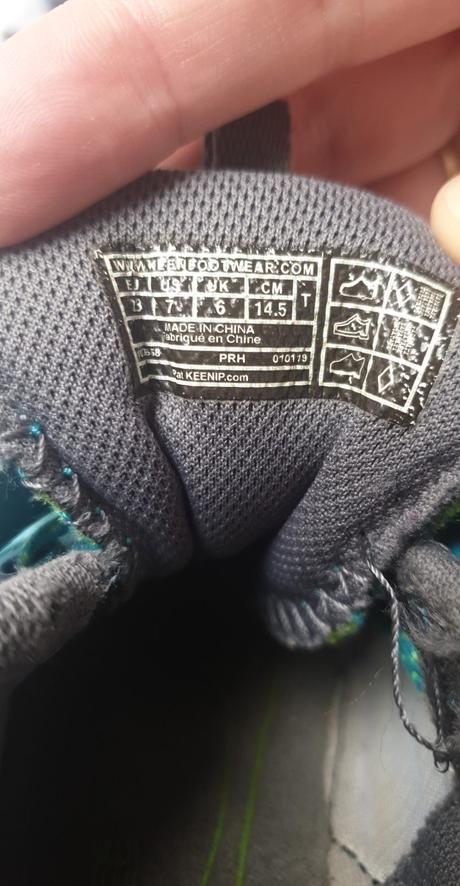 WWW.KEENFOOTWEAR.COM
EU US UK CM T
23 7 6 14.5
MADE IN CHINA
Fabriqué en Chine
PRH 010119
Pat KEENIP.com